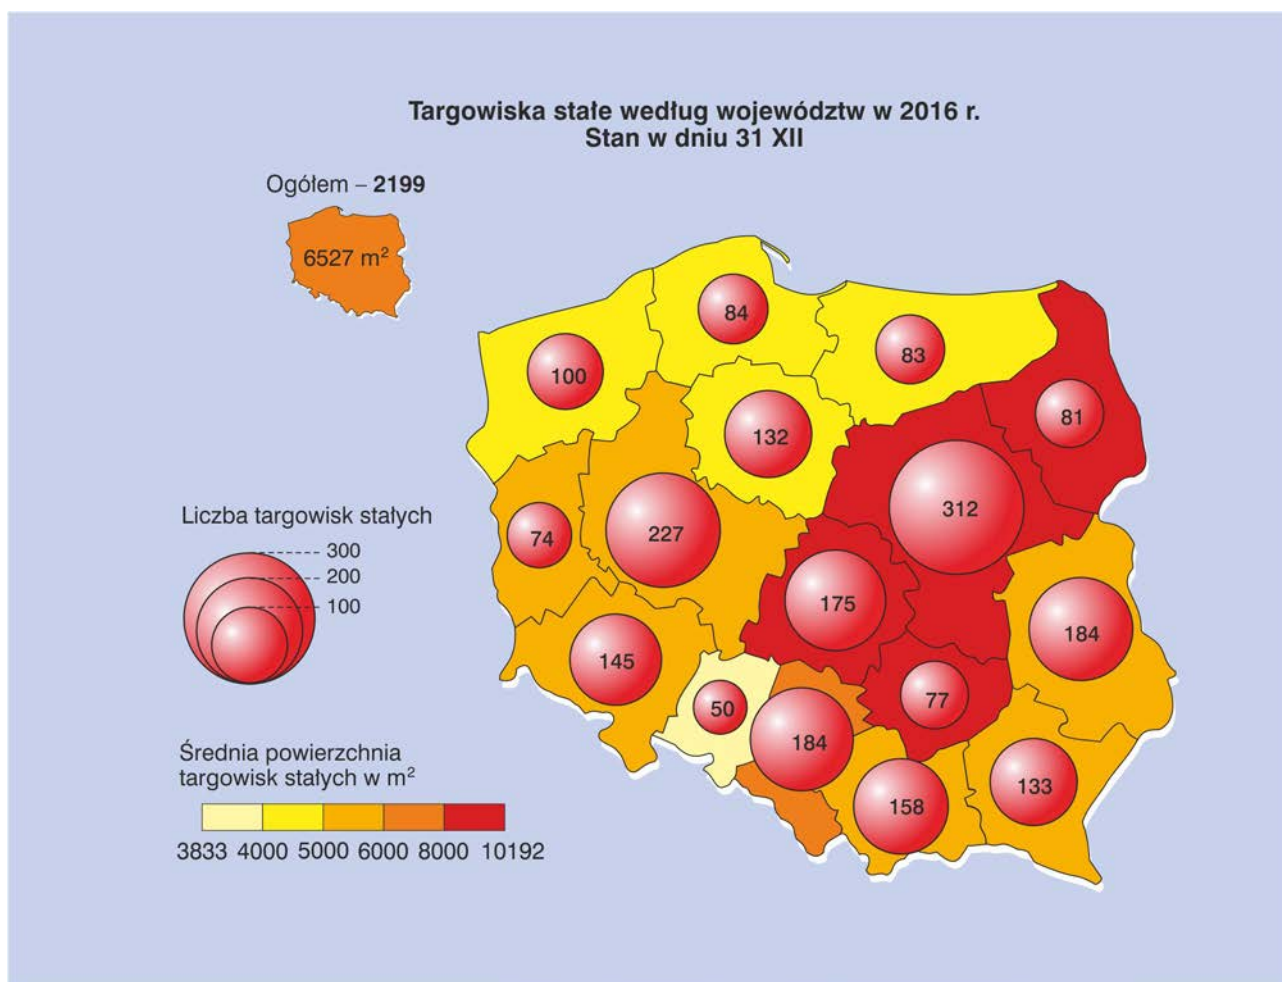 Targowiska stałe według województw w 2016 r.
Stan w dniu 31 XII
Ogółem – 2199
6527 m²
84
83
100
81
132
312
Liczba targowisk stałych
300
200
100
74
227
175
184
145
77
50
184
133
158
Średnia powierzchnia
targowisk stałych w m²
3833 4000 5000 6000 8000 10192